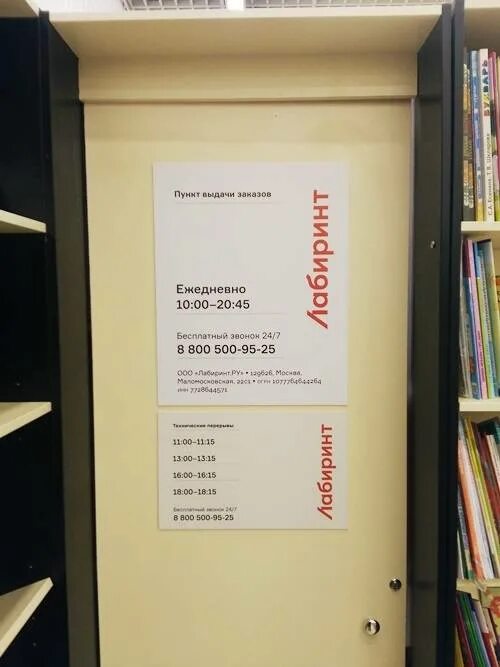 Пункт выдачи заказов
Лабиринт
Ежедневно
10:00–20:45
Бесплатный звонок 24/7
8 800 500-95-25
ООО «Лабиринт.РУ» • 129626, Москва,
Маломосковская, 22с1 • ОГРН 1077764644264
ИНН 7728644571
Технические перерывы
Лабиринт
11:00–11:15
13:00–13:15
16:00–16:15
18:00–18:15
Бесплатный звонок 24/7
8 800 500-95-25
БУКВАРЬ